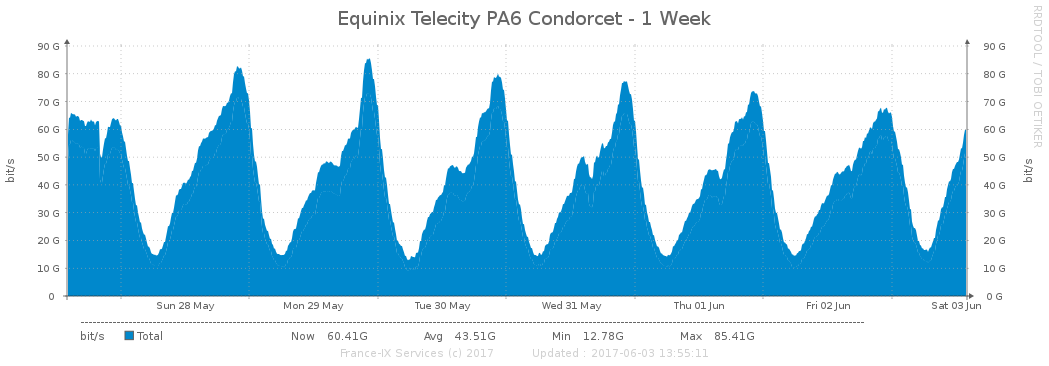 Equinix Telecity PA6 Condorcet - 1 Week
RRDTOOL / TOBI OETIKER
bit/s
90 G 90 G
80 G 80 G
70 G 70 G
60 G 60 G
50 G 50 G
40 G 40 G
30 G 30 G
20 G 20 G
10 G 10 G
0 0 G
bit/s
Sun 28 May Mon 29 May Tue 30 May Wed 31 May Thu 01 Jun Fri 02 Jun Sat 03 Jun
bit/s Total Now 60.41G Avg 43.51G Min 12.78G Max 85.41G
France-IX Services (c) 2017 Updated : 2017-06-03 13:55:11